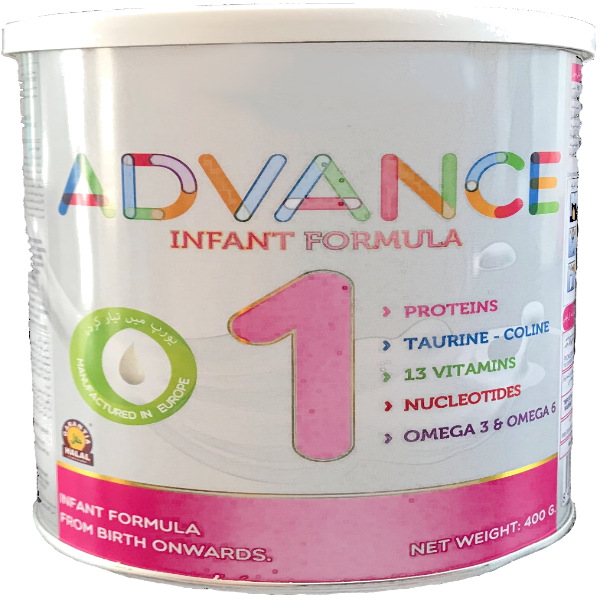 ADVANCE
INFANT FORMULA
1
› PROTEINS
› TAURINE - COLINE
› 13 VITAMINS
› NUCLEOTIDES
› OMEGA 3 & OMEGA 6
یورپ میں تیار کردہ
MANUFACTURED IN EUROPE
HALAL
INFANT FORMULA
FROM BIRTH ONWARDS.
NET WEIGHT: 400 G.